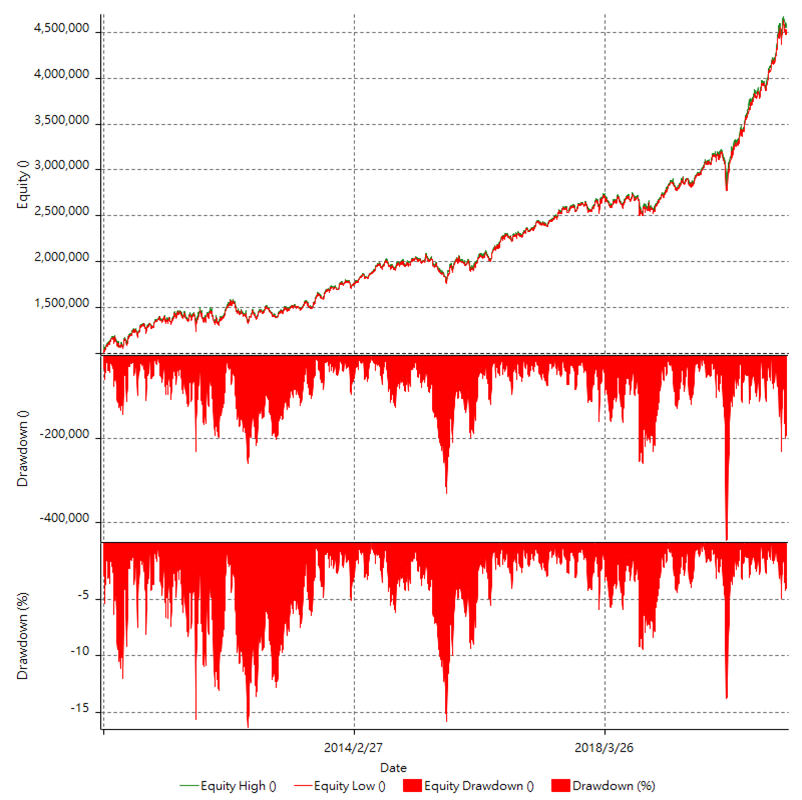 4,500,000
4,000,000
3,500,000
3,000,000
2,500,000
2,000,000
1,500,000
Equity ()
-200,000
-400,000
Drawdown ()
-5
-10
-15
Drawdown (%)
2014/2/27 2018/3/26
Date
Equity High () Equity Low () Equity Drawdown () Drawdown (%)